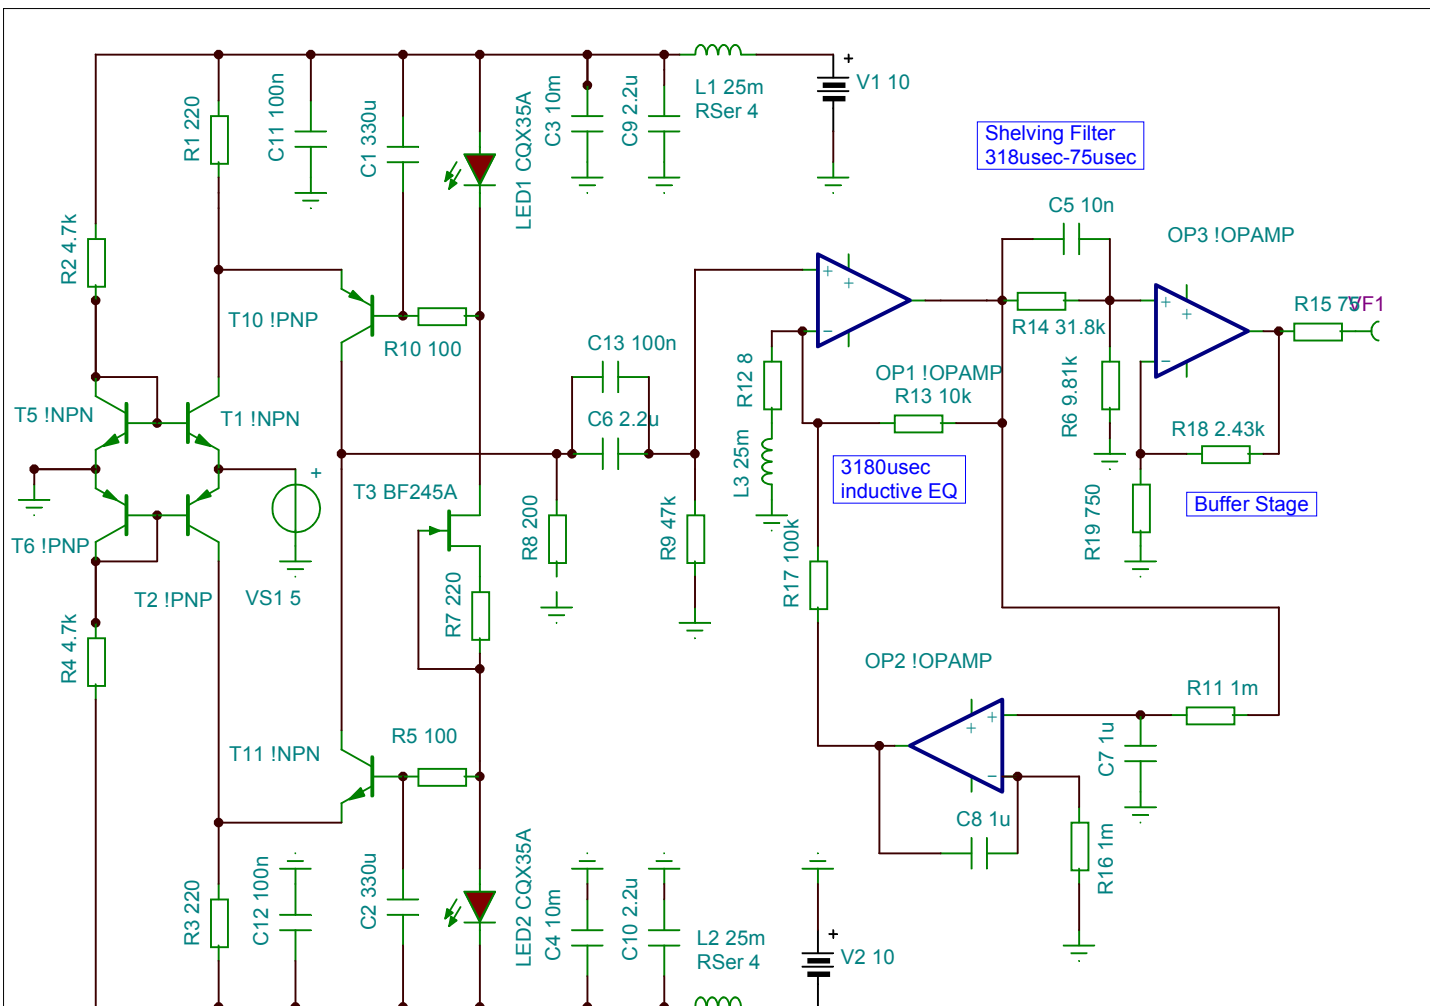 R1 220
C11 100n
C1 330u
LED1 CQX35A
C3 10m
C9 2.2u
L1 25m
RSer 4
+
V1 10
Shelving Filter
318usec-75usec
C5 10n
OP3 !OPAMP
R2 4.7k
T10 !PNP
R10 100
C13 100n
C6 2.2u
R12 8
L3 25m
OP1 !OPAMP
R13 10k
R14 31.8k
R6 9.81k
R15 75
VF1
R18 2.43k
R19 750
Buffer Stage
3180usec
inductive EQ
T5 !NPN
T1 !NPN
T6 !PNP
T2 !PNP
+
VS1 5
T3 BF245A
R7 220
R8 200
R9 47k
R17 100k
R4 4.7k
OP2 !OPAMP
R11 1m
C7 1u
C8 1u
R16 1m
T11 !NPN
R5 100
R3 220
C12 100n
C2 330u
LED2 CQX35A
C4 10m
C10 2.2u
L2 25m
RSer 4
+
V2 10